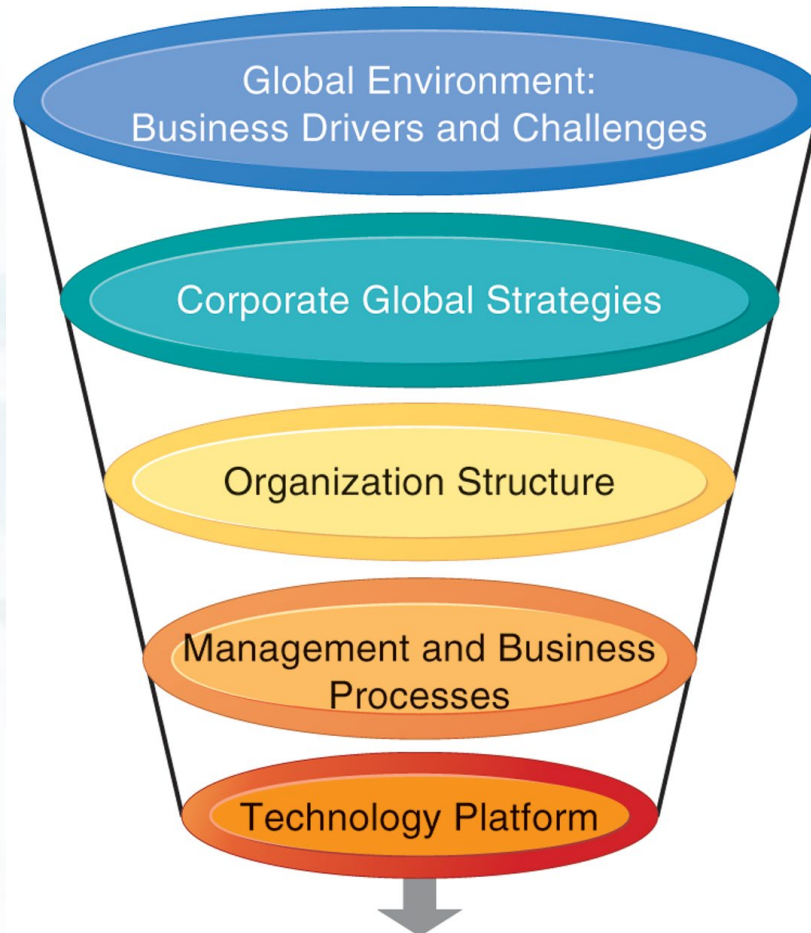 Global Environment:
Business Drivers and Challenges
Corporate Global Strategies
Organization Structure
Management and Business
Processes
Technology Platform